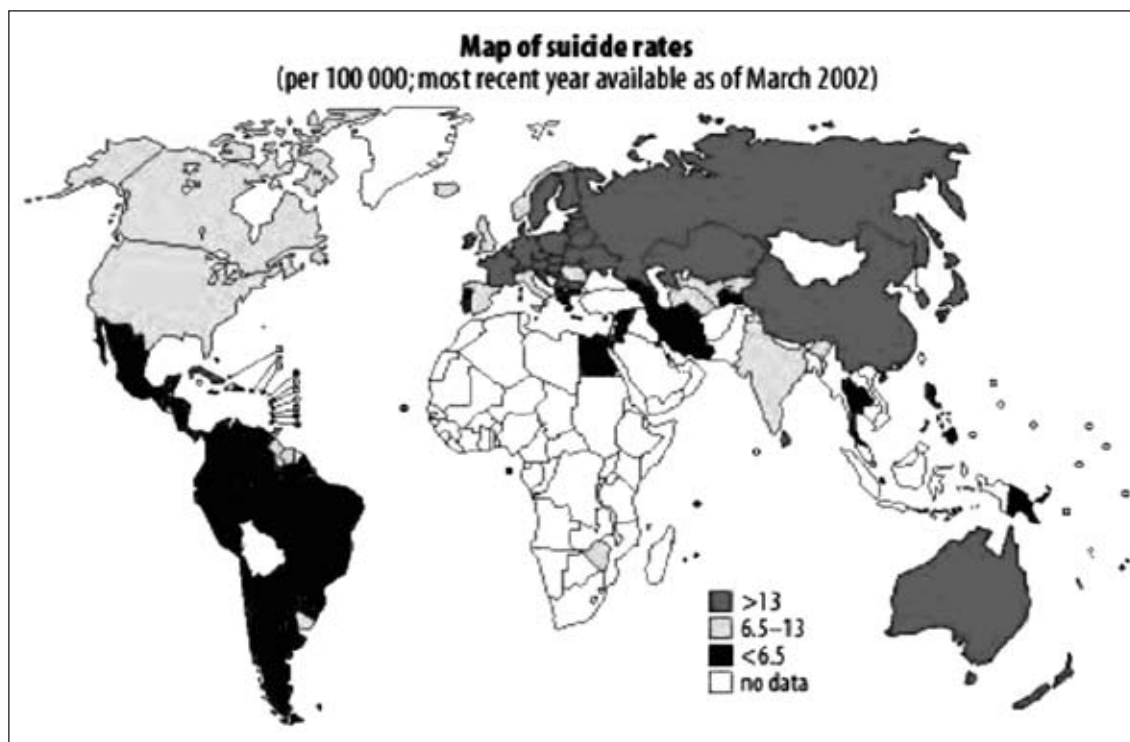 Map of suicide rates
(per 100 000; most recent year available as of March 2002)
>13
6.5–13
<6.5
no data